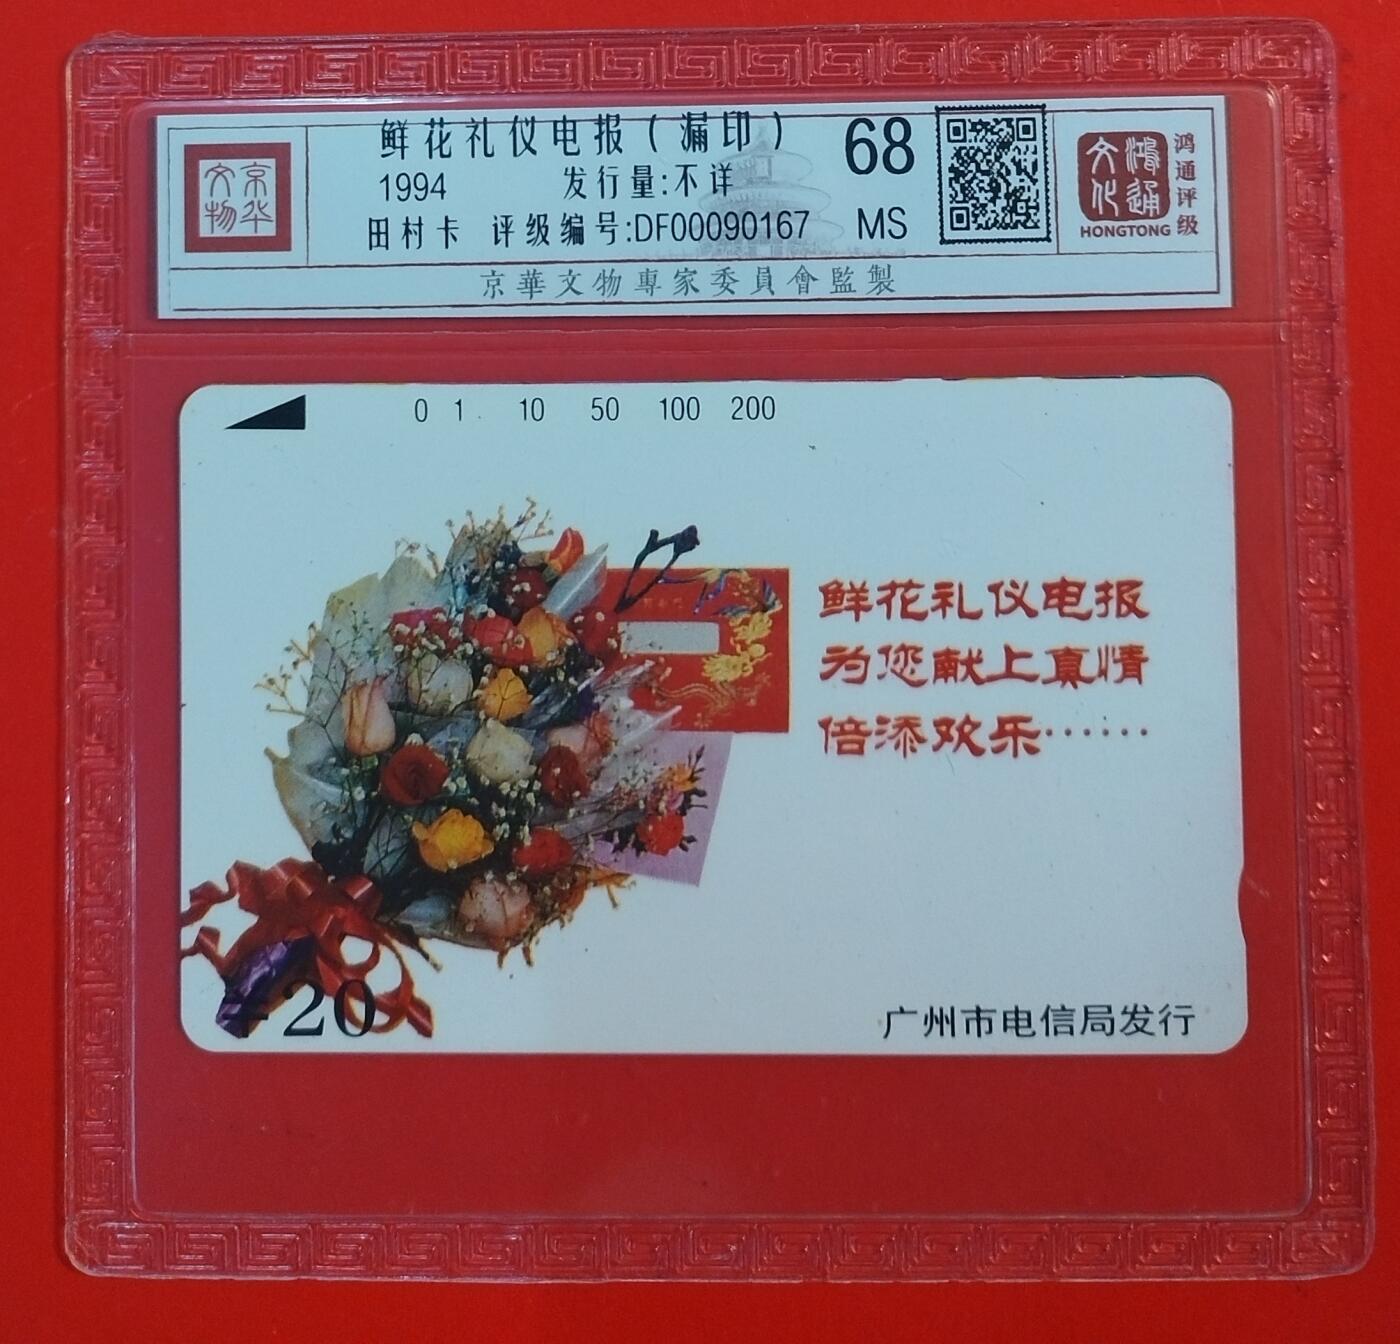 鲜花礼仪电报（漏印）
68
1994 发行量:不详
田村卡 评级编号:DF00090167
MS
京华文物
京華文物專家委員會監製
鸿通文化
HONGTONG
鸿通评级
0 1 10 50 100 200
鲜花礼仪电报
为您献上真情
倍添欢乐······
¥20
广州市电信局发行